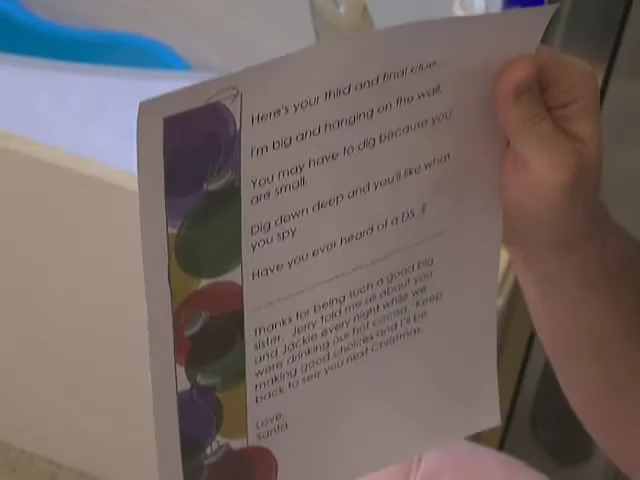 Here's your third and final clue.
I'm big and hanging on the wall.
You may have to dig because you
are small.
Dig down deep and you'll like what
you spy.
Have you ever heard of a DS, I?
Thanks for being such a good big
sister. Jerry told me all about you
and Jackie every night while we
were drinking our hot cocoa. Keep
making good choices and I'll be
back to see you next Christmas.
Love,
Santa